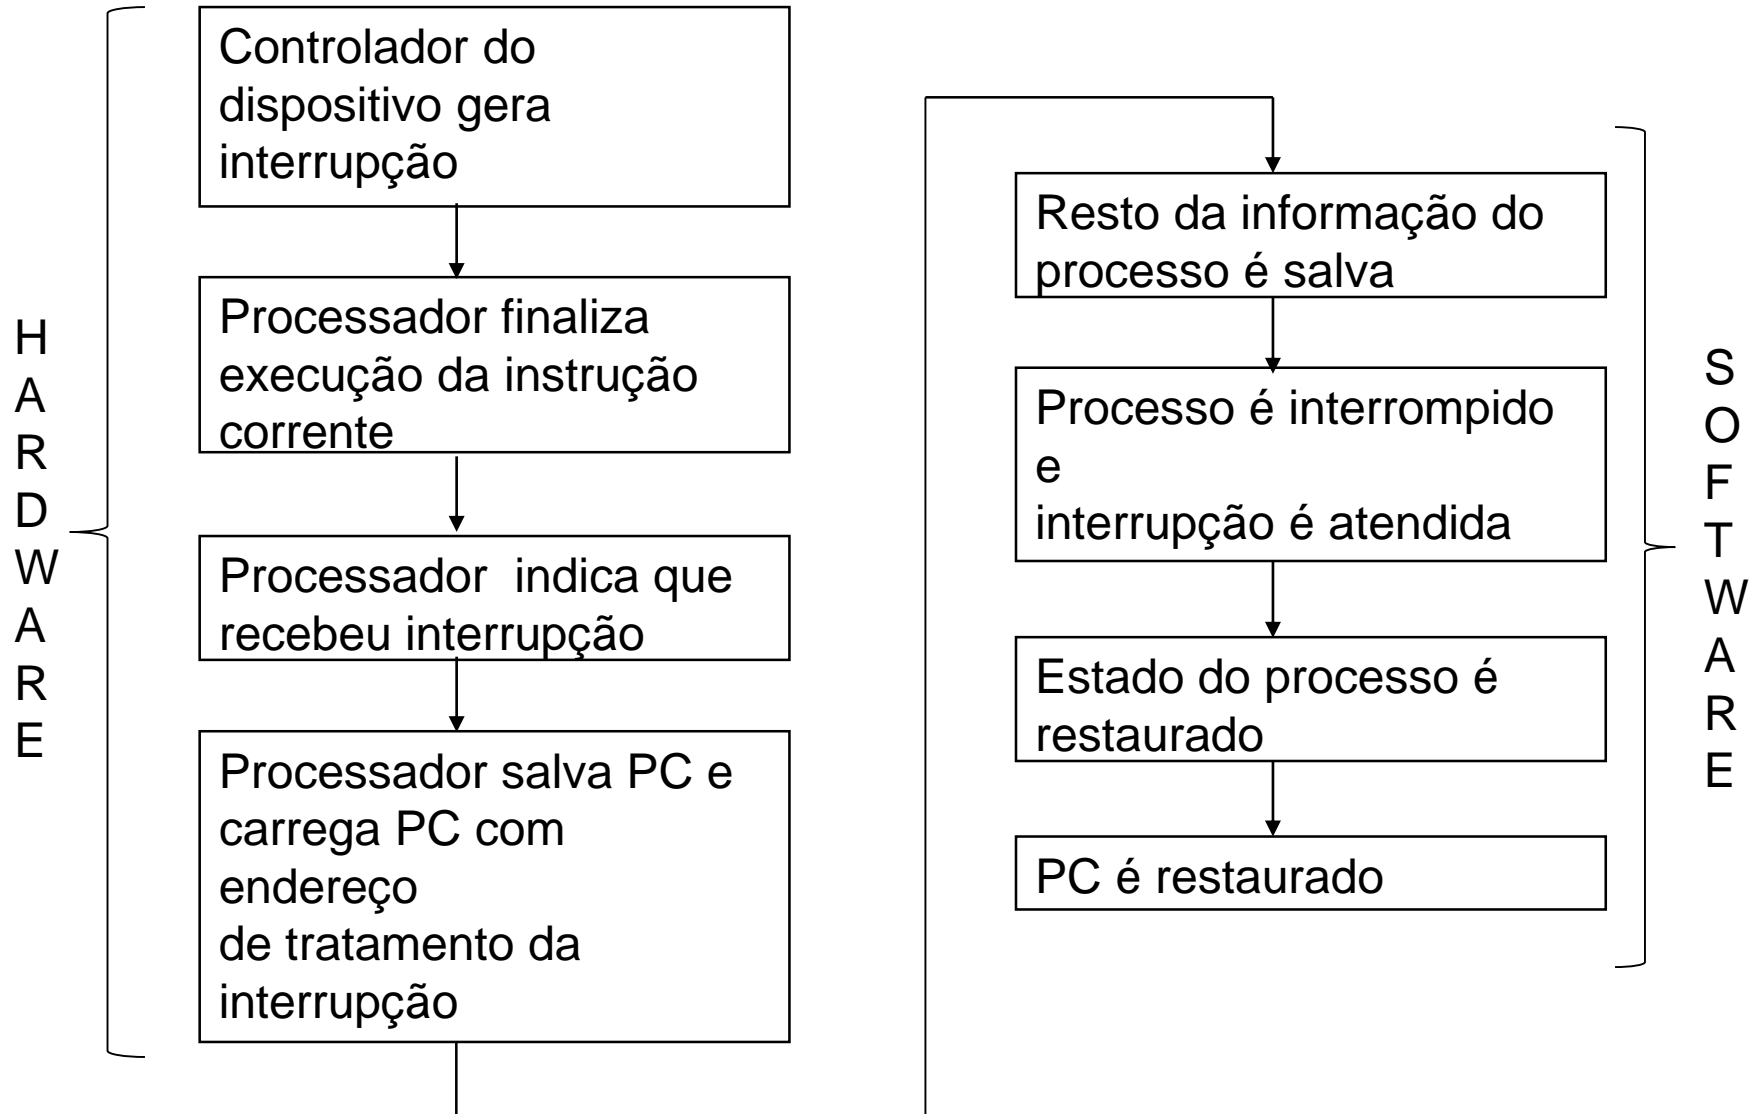 H
A
R
D
W
A
R
E
Controlador do
dispositivo gera
interrupção
Processador finaliza
execução da instrução
corrente
Processador  indica que
recebeu interrupção
Processador salva PC e
carrega PC com
endereço
de tratamento da
interrupção
Resto da informação do
processo é salva
Processo é interrompido
e
interrupção é atendida
Estado do processo é
restaurado
PC é restaurado
S
O
F
T
W
A
R
E